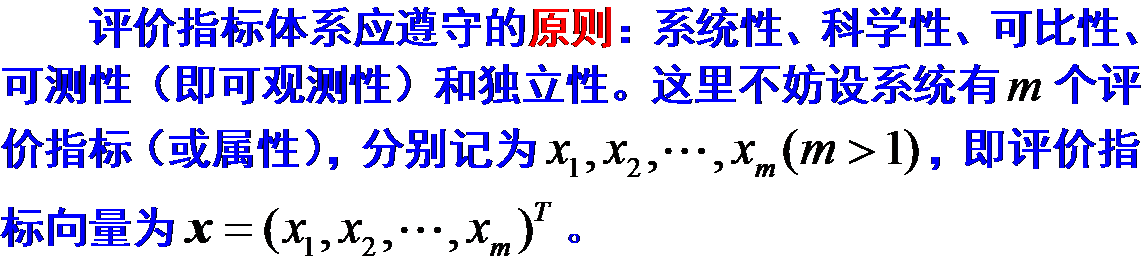 评价指标体系应遵守的原则：系统性、科学性、可比性、
可测性（即可观测性）和独立性。这里不妨设系统有 m 个评
价指标（或属性），分别记为 x₁, x₂, ⋯, xₘ (m > 1)，即评价指
标向量为 x = (x₁, x₂, ⋯, xₘ)ᵀ 。